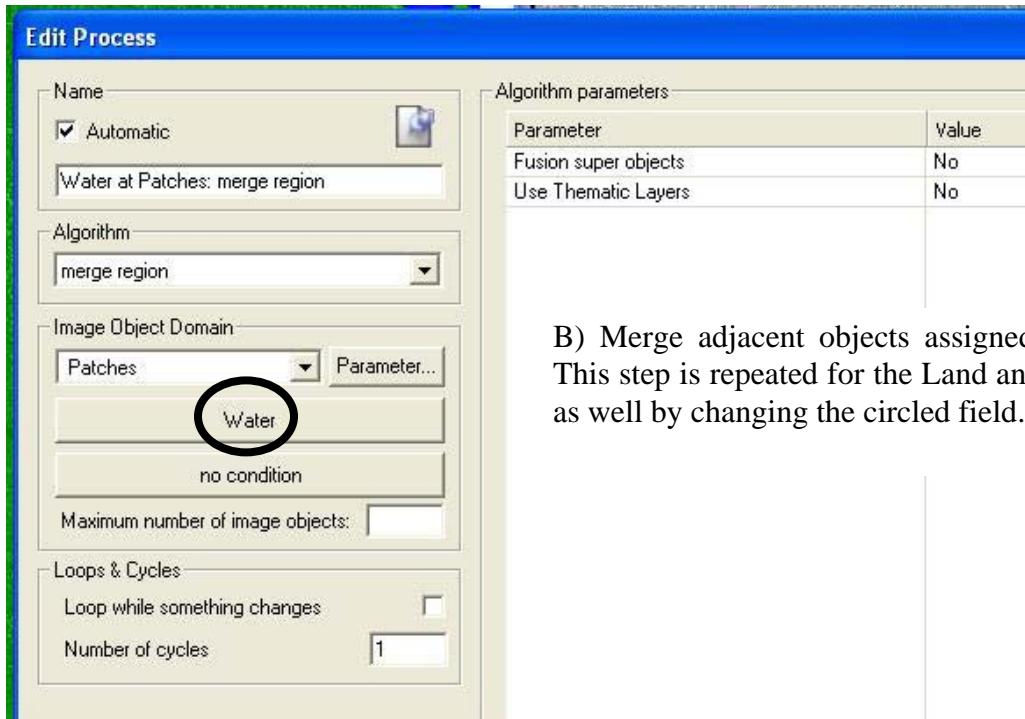 Edit Process
Name
Automatic
Water at Patches: merge region
Algorithm
merge region
Image Object Domain
Patches
Parameter...
Water
no condition
Maximum number of image objects:
Loops & Cycles
Loop while something changes
Number of cycles
1
Algorithm parameters
Parameter Value
Fusion super objects No
Use Thematic Layers No
B) Merge adjacent objects assigned
This step is repeated for the Land an
as well by changing the circled field.